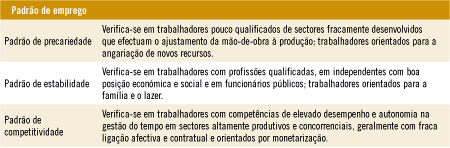 Padrão de emprego
Verifica-se em trabalhadores pouco qualificados de sectores fracamente desenvolvidos
Padrão de precariedade
que efectuam o ajustamento da mão-de-obra à produção; trabalhadores orientados para a
angariação de novos recursos.
Verifica-se em trabalhadores com profissões qualificadas, em independentes com boa
Padrão de estabilidade
posição económica e social e em funcionários públicos; trabalhadores orientados para a
família e o lazer.
Padrão de
competitividade
Verifica-se em trabalhadores com competências de elevado desempenho e autonomia na
gestão do tempo em sectores altamente produtivos e concorrenciais, geralmente com fraca
ligação afectiva e contratual e orientados por monetarização.